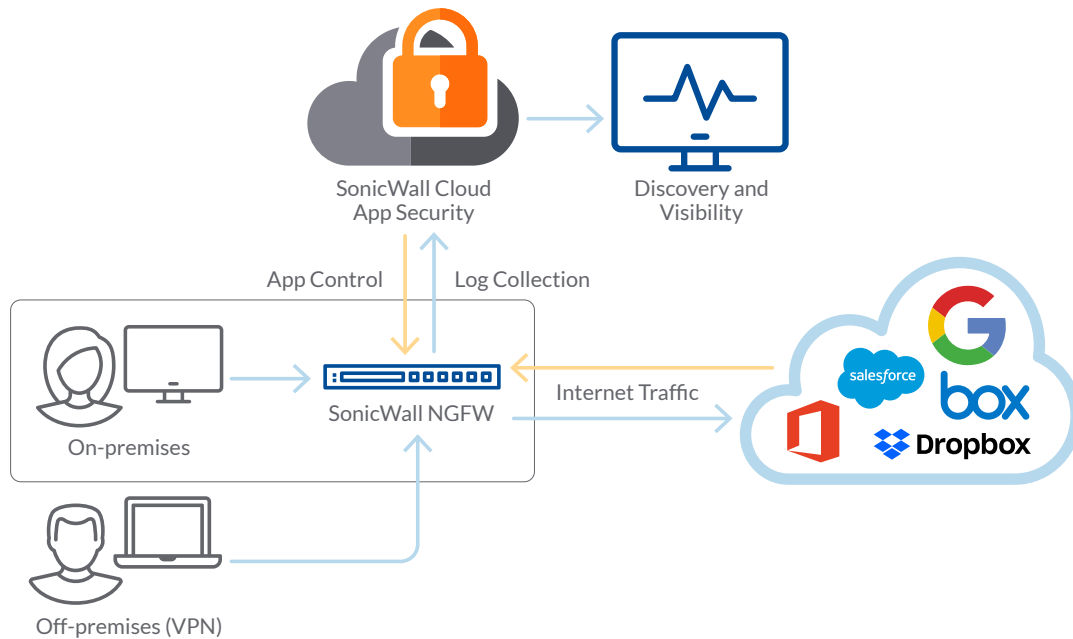 SonicWall Cloud
App Security
Discovery and
Visibility
App Control
Log Collection
salesforce
box
Dropbox
Internet Traffic
SonicWall NGFW
On-premises
Off-premises (VPN)